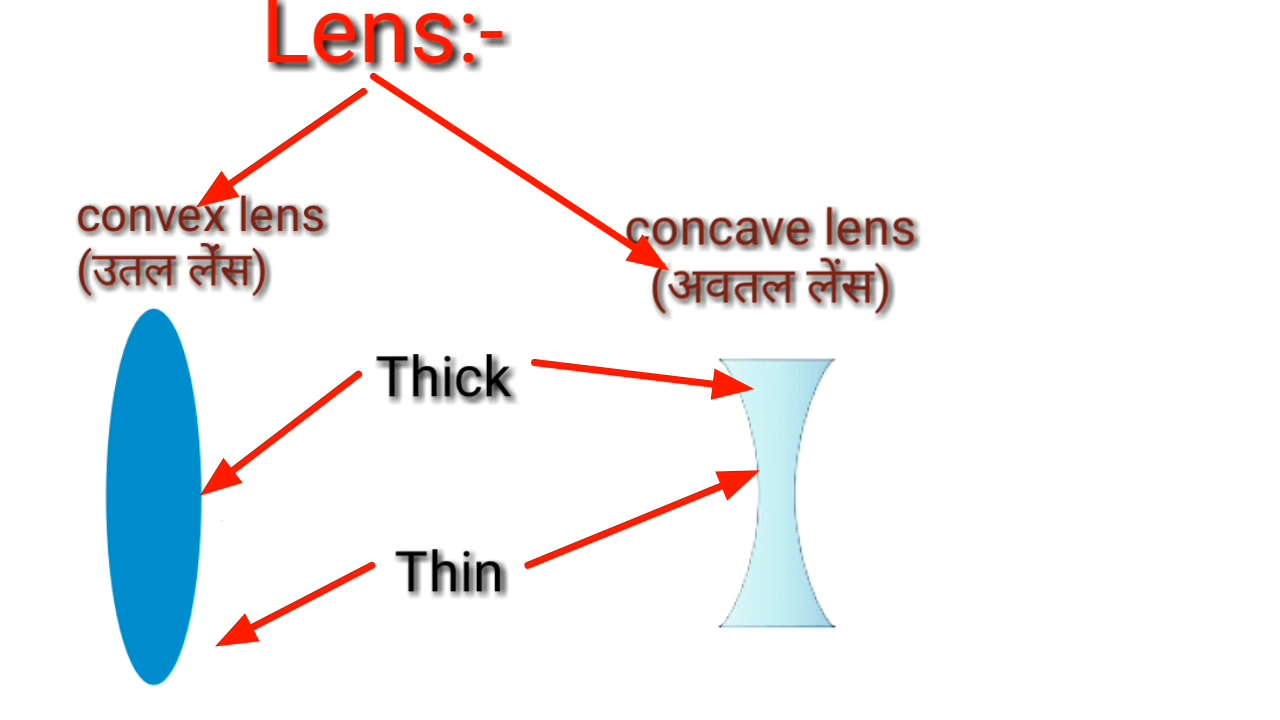 Lens:-
convex lens
(उतल लेंस)
concave lens
(अवतल लेंस)
Thick
Thin